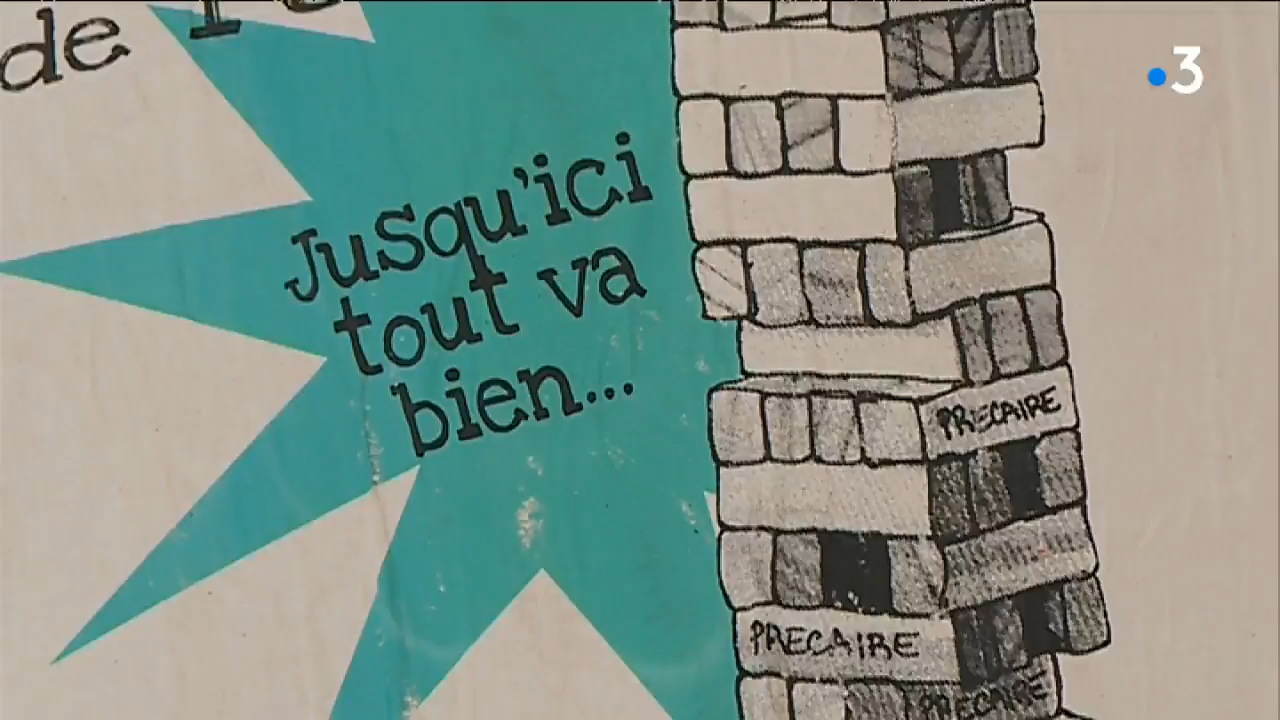 de
Jusqu'ici
tout va
bien...
PRECAIRE
PRECAIRE
PRECAIRE
3